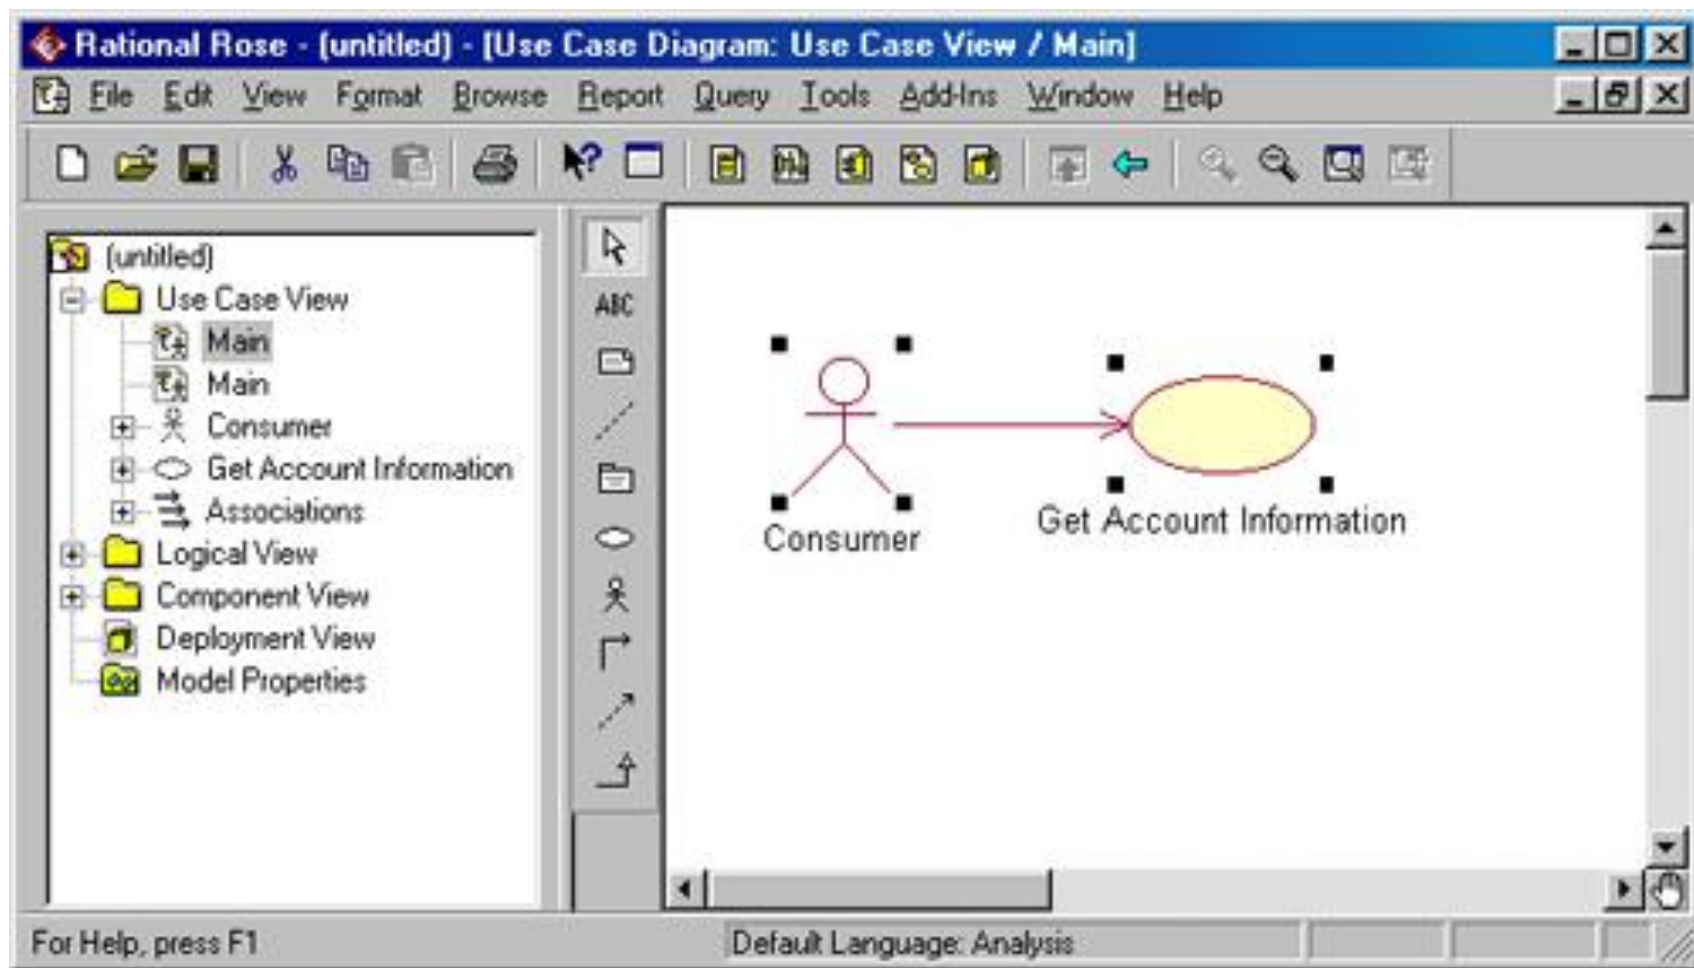 Rational Rose - (untitled) - [Use Case Diagram: Use Case View / Main]
File Edit View Format Browse Report Query Tools Add-Ins Window Help
(untitled)
Use Case View
Main
Main
Consumer
Get Account Information
Associations
Logical View
Component View
Deployment View
Model Properties
ABC
Consumer
Get Account Information
For Help, press F1
Default Language: Analysis